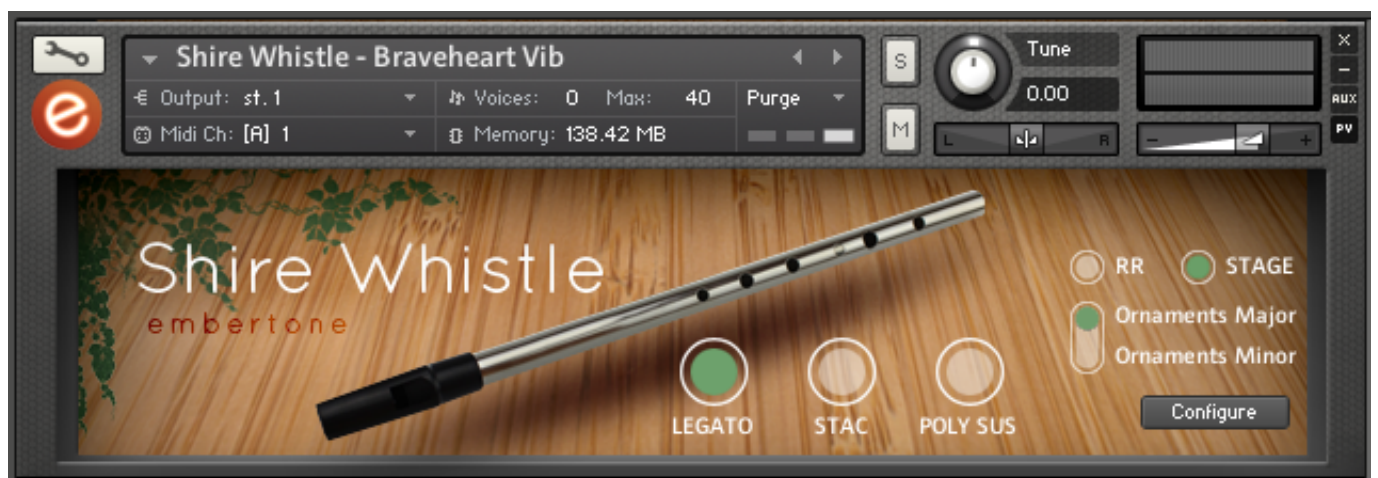 Shire Whistle - Braveheart Vib
Output: st.1
Voices: 0 Max: 40
Purge
Midi Ch: [A] 1
Memory: 138.42 MB
S
M
Tune
0.00
L
R
- +
x
-
AUX
PV
e
Shire Whistle
embertone
RR
STAGE
Ornaments Major
Ornaments Minor
LEGATO
STAC
POLY SUS
Configure